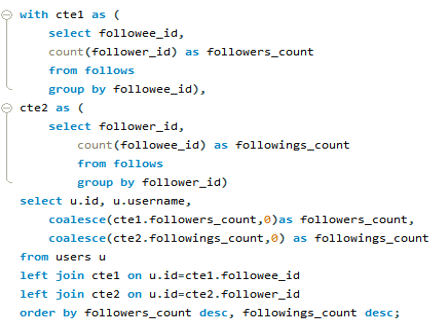 with cte1 as (
select followee_id,
count(follower_id) as followers_count
from follows
group by followee_id),
cte2 as (
select follower_id,
count(followee_id) as followings_count
from follows
group by follower_id)
select u.id, u.username,
coalesce(cte1.followers_count,0)as followers_count,
coalesce(cte2.followings_count,0) as followings_count
from users u
left join cte1 on u.id=cte1.followee_id
left join cte2 on u.id=cte2.follower_id
order by followers_count desc, followings_count desc;